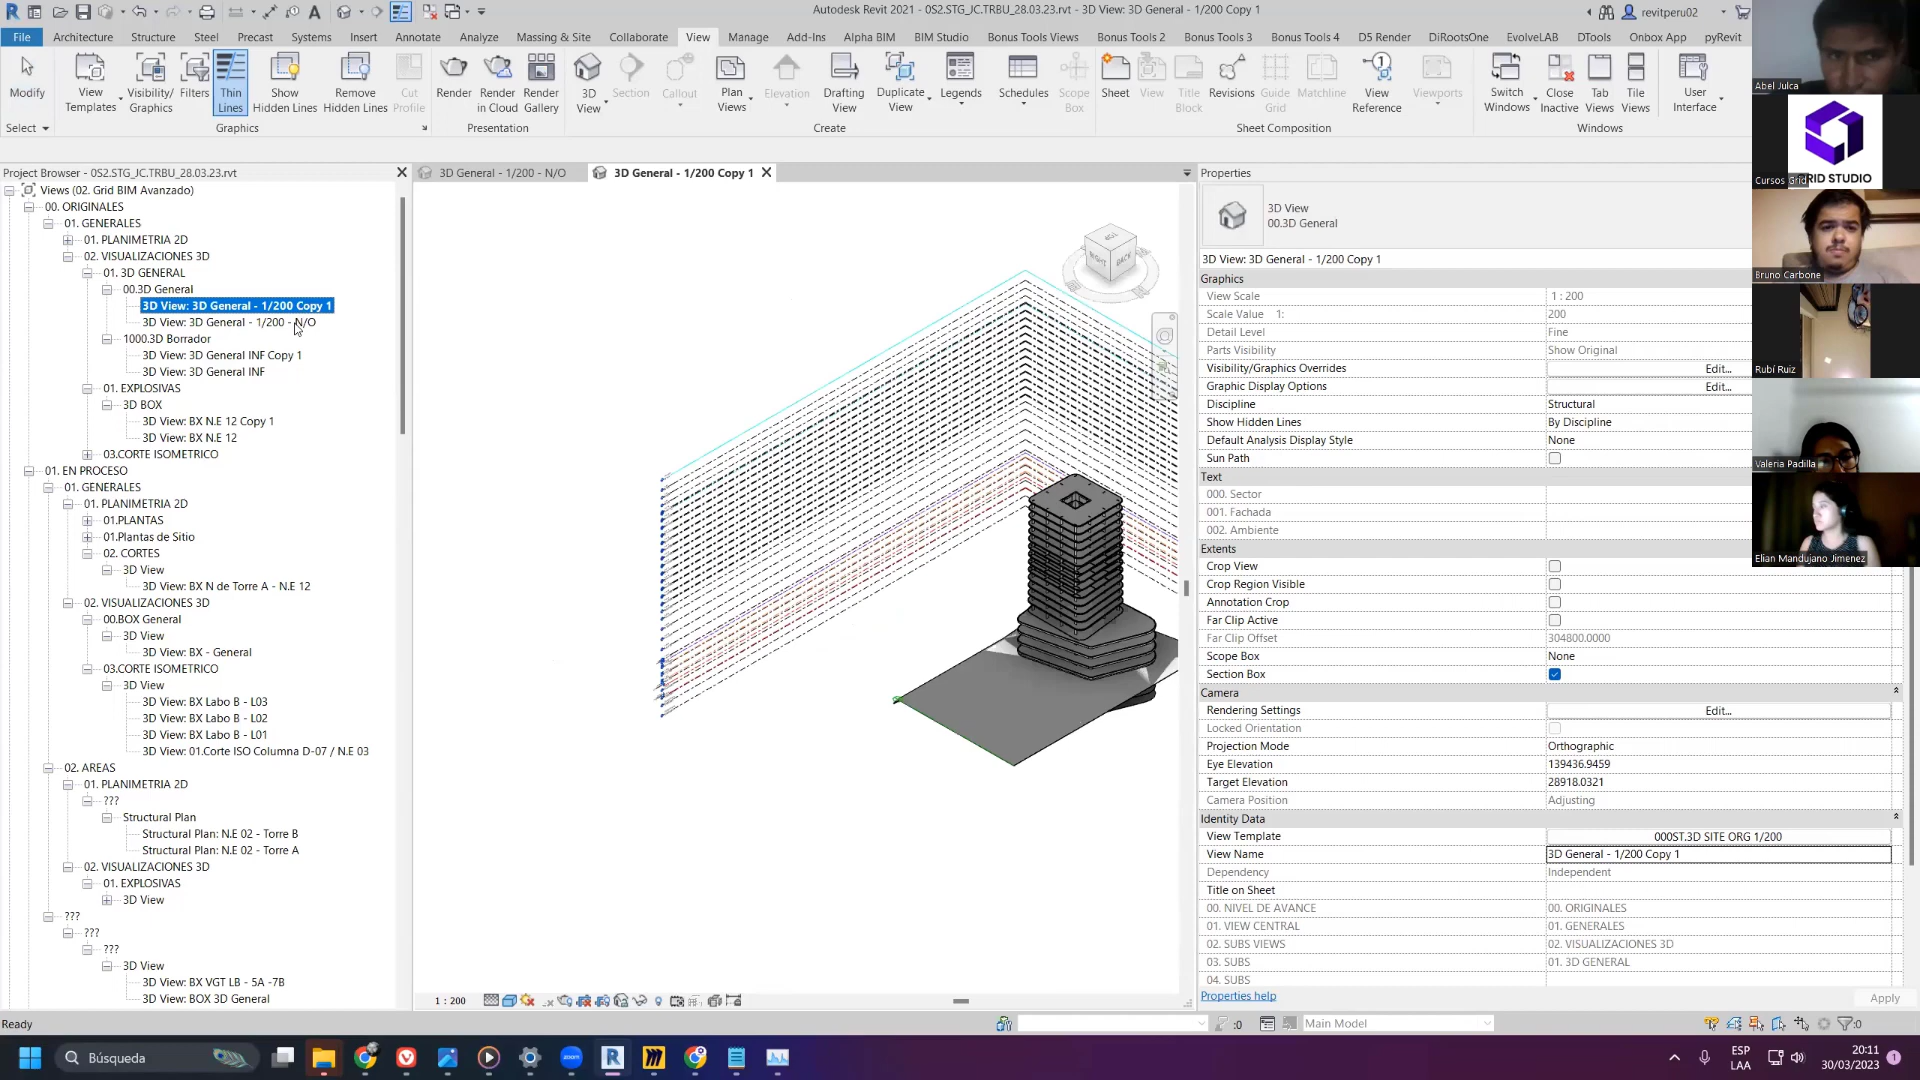 Autodesk Revit 2021 - 0S2.STG_JC.TRBU_28.03.23.rvt - 3D View: 3D General - 1/200 Copy 1
revitperu02
File Architecture Structure Steel Precast Systems Insert Annotate Analyze Massing & Site Collaborate View Manage Add-Ins Alpha BIM BIM Studio Bonus Tools Views Bonus Tools 2 Bonus Tools 3 Bonus Tools 4 D5 Render DiRootsOne EvolveLAB DTools Onbox App pyRevit
Modify
View Templates
Visibility/ Graphics
Filters
Thin Lines
Show Hidden Lines
Remove Hidden Lines
Cut Profile
Render
Render in Cloud
Render Gallery
3D View
Section
Callout
Plan Views
Elevation
Drafting View
Duplicate View
Legends
Schedules
Scope Box
Sheet
View
Title Block
Revisions
Guide Grid
Matchline
View Reference
Viewports
Switch Windows
Close Inactive
Tab Views
Tile Views
User Interface
Select
Graphics
Presentation
Create
Sheet Composition
Windows
Project Browser - 0S2.STG_JC.TRBU_28.03.23.rvt
Views (02. Grid BIM Avanzado)
00. ORIGINALES
01. GENERALES
01. PLANIMETRIA 2D
02. VISUALIZACIONES 3D
01. 3D GENERAL
00.3D General
3D View: 3D General - 1/200 Copy 1
3D View: 3D General - 1/200 - N/O
1000.3D Borrador
3D View: 3D General INF Copy 1
3D View: 3D General INF
01. EXPLOSIVAS
3D BOX
3D View: BX N.E 12 Copy 1
3D View: BX N.E 12
03.CORTE ISOMETRICO
01. EN PROCESO
01. GENERALES
01. PLANIMETRIA 2D
01.PLANTAS
01.Plantas de Sitio
02. CORTES
3D View
3D View: BX N de Torre A - N.E 12
02. VISUALIZACIONES 3D
00.BOX General
3D View
3D View: BX - General
03.CORTE ISOMETRICO
3D View
3D View: BX Labo B - L03
3D View: BX Labo B - L02
3D View: BX Labo B - L01
3D View: 01.Corte ISO Columna D-07 / N.E 03
02. AREAS
01. PLANIMETRIA 2D
???
Structural Plan
Structural Plan: N.E 02 - Torre B
Structural Plan: N.E 02 - Torre A
02. VISUALIZACIONES 3D
01. EXPLOSIVAS
3D View
???
???
???
3D View
3D View: BX VGT LB - 5A -7B
3D View: BOX 3D General
3D General - 1/200 - N/O
3D General - 1/200 Copy 1
RIGHT
BACK
1 : 200
Properties
3D View
00.3D General
3D View: 3D General - 1/200 Copy 1
Graphics
View Scale 1 : 200
Scale Value 1: 200
Detail Level Fine
Parts Visibility Show Original
Visibility/Graphics Overrides Edit...
Graphic Display Options Edit...
Discipline Structural
Show Hidden Lines By Discipline
Default Analysis Display Style None
Sun Path
Text
000. Sector
001. Fachada
002. Ambiente
Extents
Crop View
Crop Region Visible
Annotation Crop
Far Clip Active
Far Clip Offset 304800.0000
Scope Box None
Section Box
Camera
Rendering Settings Edit...
Locked Orientation
Projection Mode Orthographic
Eye Elevation 139436.9459
Target Elevation 28918.0321
Camera Position Adjusting
Identity Data
View Template 000ST.3D SITE ORG 1/200
View Name 3D General - 1/200 Copy 1
Dependency Independent
Title on Sheet
00. NIVEL DE AVANCE 00. ORIGINALES
01. VIEW CENTRAL 01. GENERALES
02. SUBS VIEWS 02. VISUALIZACIONES 3D
03. SUBS 01. 3D GENERAL
04. SUBS
Properties help
Apply
Abel Julca
Cursos Grid
GRID STUDIO
Bruno Carbone
Rubí Ruiz
Valeria Padilla
Elian Mandujano Jimenez
Ready
:0
Main Model
:0
Búsqueda
zoom
ESP
LAA
20:11
30/03/2023
1